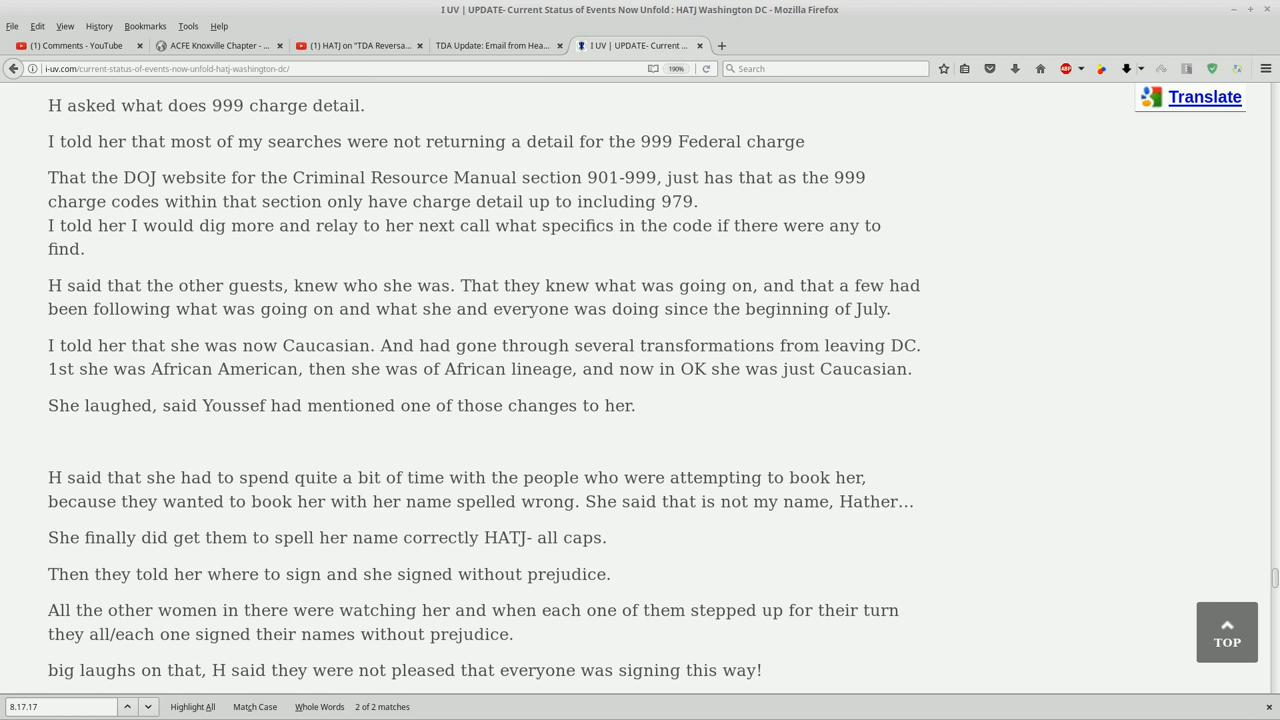 I UV | UPDATE- Current Status of Events Now Unfold : HATJ Washington DC - Mozilla Firefox
File Edit View History Bookmarks Tools Help
(1) Comments - YouTube
ACFE Knoxville Chapter - ...
(1) HATJ on "TDA Reversa...
TDA Update: Email from Hea...
I UV | UPDATE- Current ...
i-uv.com/current-status-of-events-now-unfold-hatj-washington-dc/
190%
Search
ABP
Translate
H asked what does 999 charge detail.
I told her that most of my searches were not returning a detail for the 999 Federal charge
That the DOJ website for the Criminal Resource Manual section 901-999, just has that as the 999
charge codes within that section only have charge detail up to including 979.
I told her I would dig more and relay to her next call what specifics in the code if there were any to
find.
H said that the other guests, knew who she was. That they knew what was going on, and that a few had
been following what was going on and what she and everyone was doing since the beginning of July.
I told her that she was now Caucasian. And had gone through several transformations from leaving DC.
1st she was African American, then she was of African lineage, and now in OK she was just Caucasian.
She laughed, said Youssef had mentioned one of those changes to her.
H said that she had to spend quite a bit of time with the people who were attempting to book her,
because they wanted to book her with her name spelled wrong. She said that is not my name, Hather...
She finally did get them to spell her name correctly HATJ- all caps.
Then they told her where to sign and she signed without prejudice.
All the other women in there were watching her and when each one of them stepped up for their turn
they all/each one signed their names without prejudice.
TOP
big laughs on that, H said they were not pleased that everyone was signing this way!
8.17.17
Highlight All
Match Case
Whole Words
2 of 2 matches